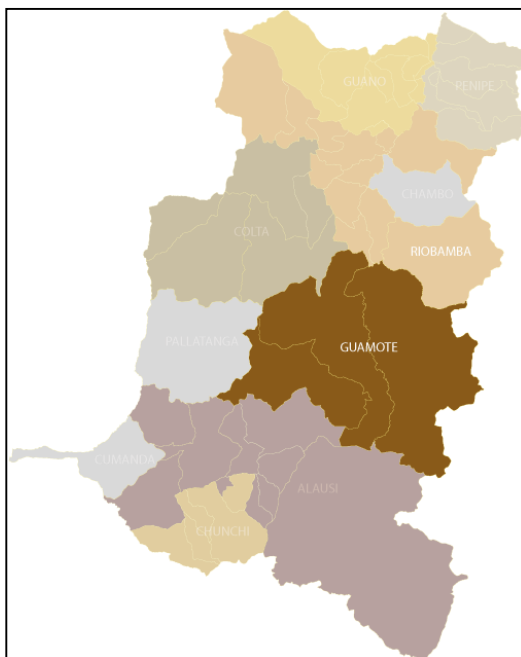 GUANO
PENIPE
CHAMBO
COLTA
RIOBAMBA
PALLATANGA
GUAMOTE
CUMANDA
ALAUSI
CHUNCHI